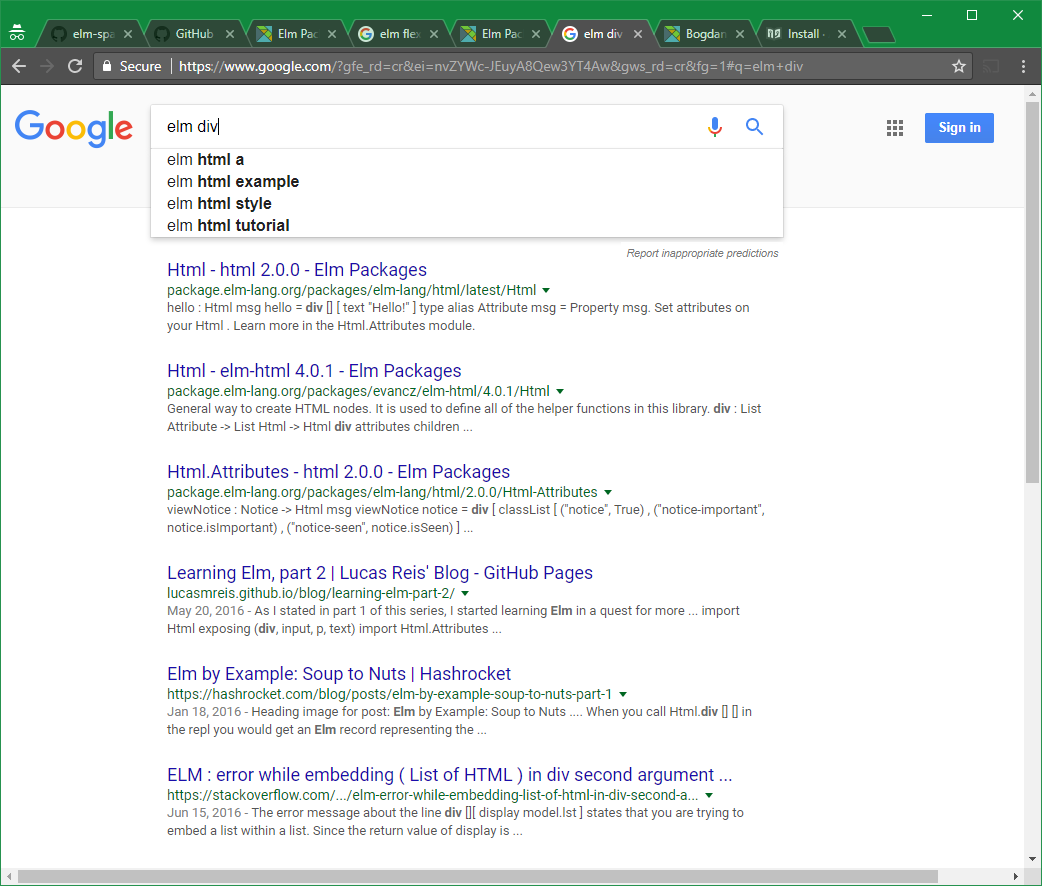 elm-spa
GitHub
Elm Pac
elm flex
Elm Pac
elm div
Bogdan
Install ·
Secure
https://www.google.com/?gfe_rd=cr&ei=nvZYWc-JEuyA8Qew3YT4Aw&gws_rd=cr&fg=1#q=elm+div
Google
elm div
Sign in
elm html a
elm html example
elm html style
elm html tutorial
Report inappropriate predictions
Html - html 2.0.0 - Elm Packages
package.elm-lang.org/packages/elm-lang/html/latest/Html
hello : Html msg hello = div [] [ text "Hello!" ] type alias Attribute msg = Property msg. Set attributes on
your Html . Learn more in the Html.Attributes module.
Html - elm-html 4.0.1 - Elm Packages
package.elm-lang.org/packages/evancz/elm-html/4.0.1/Html
General way to create HTML nodes. It is used to define all of the helper functions in this library. div : List
Attribute -> List Html -> Html div attributes children ...
Html.Attributes - html 2.0.0 - Elm Packages
package.elm-lang.org/packages/elm-lang/html/2.0.0/Html-Attributes
viewNotice : Notice -> Html msg viewNotice notice = div [ classList [ ("notice", True) , ("notice-important",
notice.isImportant) , ("notice-seen", notice.isSeen) ] ...
Learning Elm, part 2 | Lucas Reis' Blog - GitHub Pages
lucasmreis.github.io/blog/learning-elm-part-2/
May 20, 2016 - As I stated in part 1 of this series, I started learning Elm in a quest for more ... import
Html exposing (div, input, p, text) import Html.Attributes ...
Elm by Example: Soup to Nuts | Hashrocket
https://hashrocket.com/blog/posts/elm-by-example-soup-to-nuts-part-1
Jan 18, 2016 - Heading image for post: Elm by Example: Soup to Nuts .... When you call Html.div [] [] in
the repl you would get an Elm record representing the ...
ELM : error while embedding ( List of HTML ) in div second argument ...
https://stackoverflow.com/.../elm-error-while-embedding-list-of-html-in-div-second-a...
Jun 15, 2016 - The error message about the line div [][ display model.lst ] states that you are trying to
embed a list within a list. Since the return value of display is ...